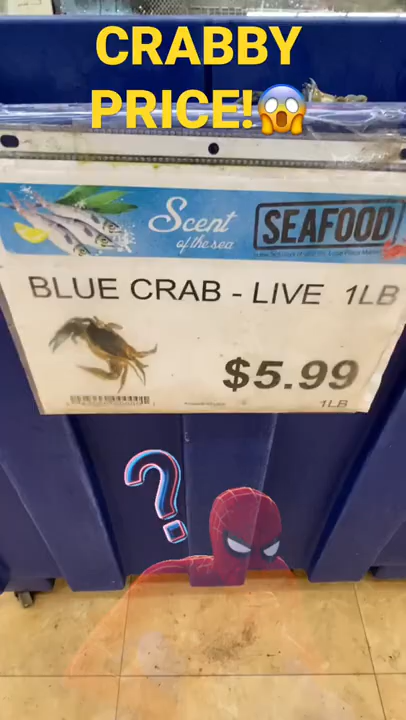 CRABBY
PRICE!😱
Scent
of the sea
SEAFOOD
BLUE CRAB - LIVE 1LB
$5.99
1LB
?